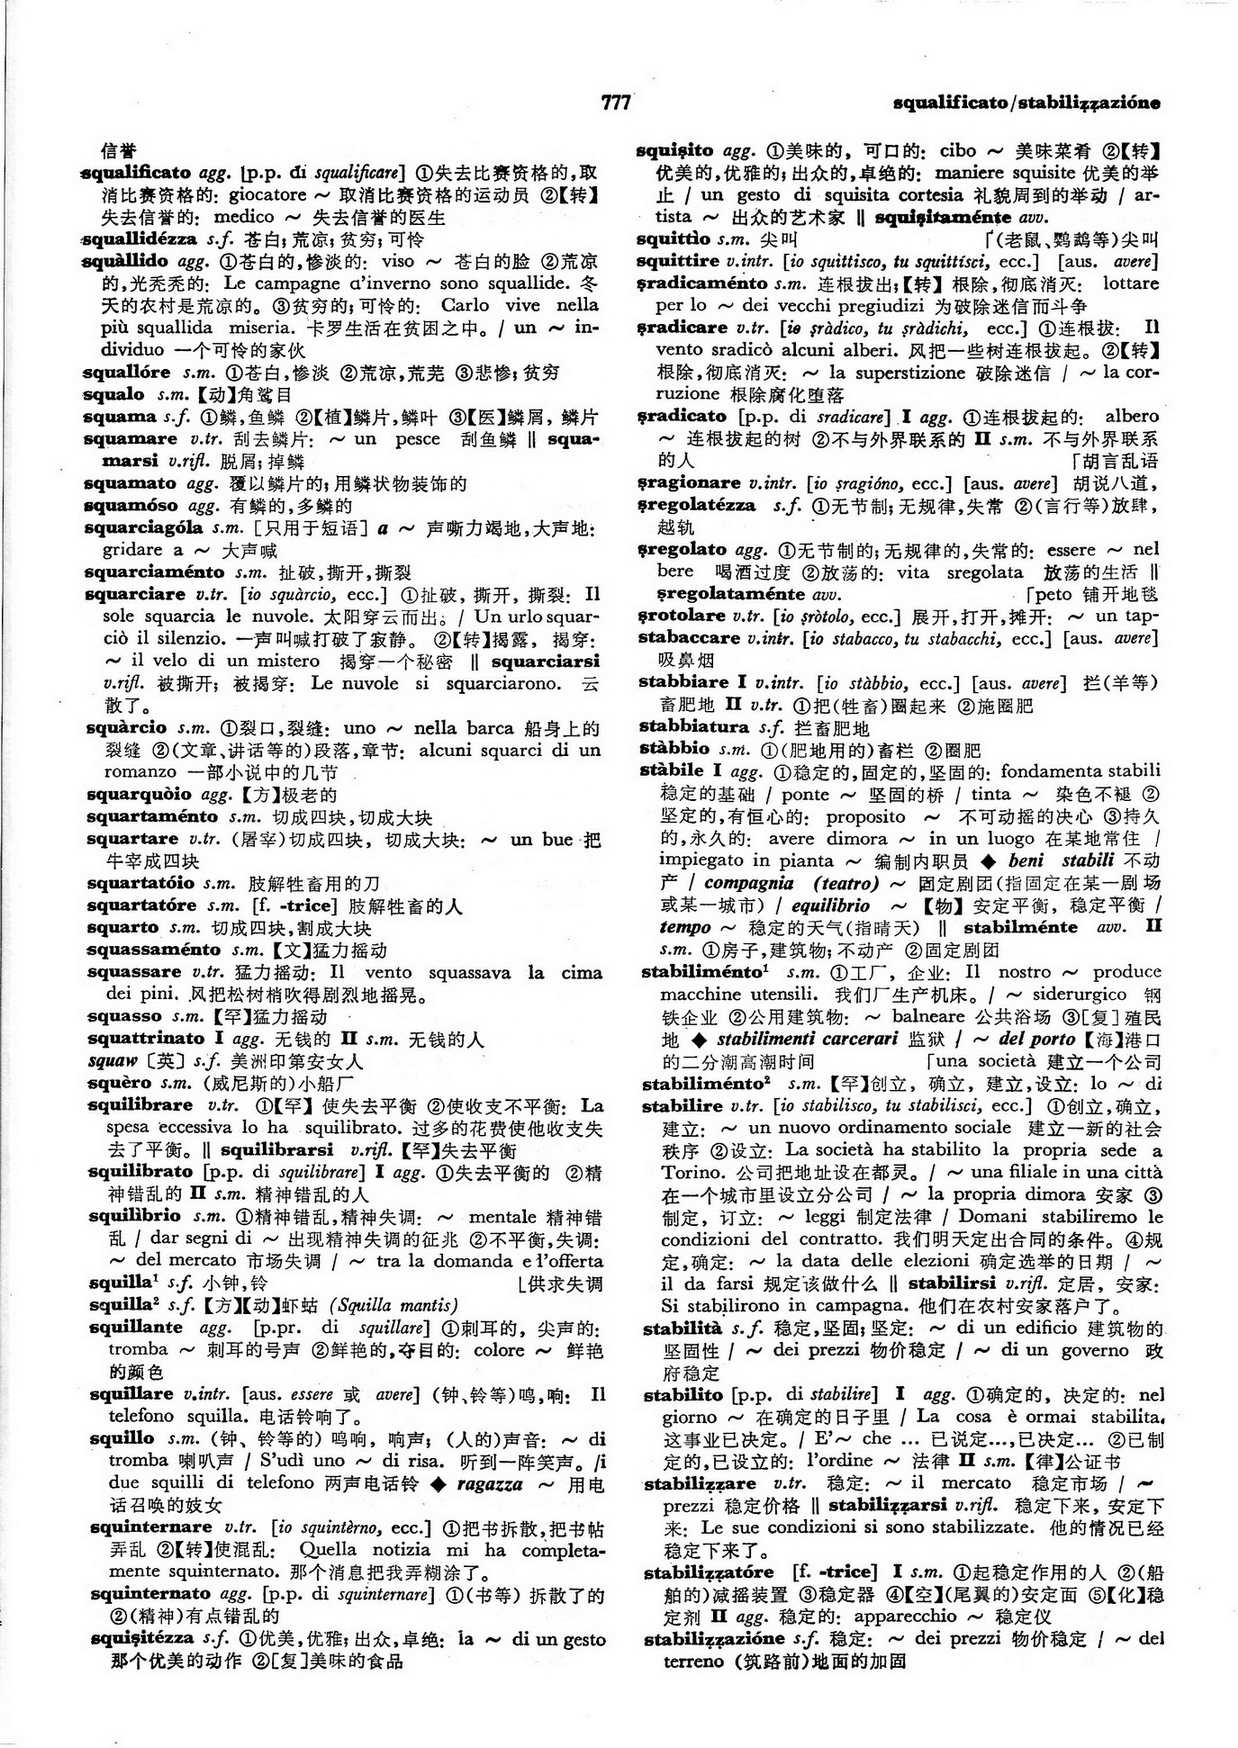 777
squalificato/stabiliẓẓazióne
信誉
squalificato agg. [p.p. di squalificare] ①失去比赛资格的,取
消比赛资格的: giocatore ~ 取消比赛资格的运动员 ②【转】
失去信誉的: medico ~ 失去信誉的医生
squallidézza s.f. 苍白; 荒凉; 贫穷; 可怜
squàllido agg. ①苍白的,惨淡的: viso ~ 苍白的脸 ②荒凉
的,光秃秃的: Le campagne d'inverno sono squallide. 冬
天的农村是荒凉的。③贫穷的; 可怜的: Carlo vive nella
più squallida miseria. 卡罗生活在贫困之中。/ un ~ in-
dividuo 一个可怜的家伙
squallóre s.m. ①苍白,惨淡 ②荒凉,荒芜 ③悲惨; 贫穷
squalo s.m. 【动】角鲨目
squama s.f. ①鳞,鱼鳞 ②【植】鳞片,鳞叶 ③【医】鳞屑, 鳞片
squamare v.tr. 刮去鳞片: ~ un pesce 刮鱼鳞 ‖ squa-
marsi v.rifl. 脱屑; 掉鳞
squamato agg. 覆以鳞片的; 用鳞状物装饰的
squamóso agg. 有鳞的,多鳞的
squarciagóla s.m. [只用于短语] a ~ 声嘶力竭地,大声地:
gridare a ~ 大声喊
squarciaménto s.m. 扯破,撕开,撕裂
squarciare v.tr. [io squàrcio, ecc.] ①扯破, 撕开, 撕裂: Il
sole squarcia le nuvole. 太阳穿云而出。/ Un urlo squar-
ciò il silenzio. 一声叫喊打破了寂静。 ②【转】揭露, 揭穿:
~ il velo di un mistero 揭穿一个秘密 ‖ squarciarsi
v.rifl. 被撕开; 被揭穿: Le nuvole si squarciarono. 云
散了。
squàrcio s.m. ①裂口,裂缝: uno ~ nella barca 船身上的
裂缝 ②(文章、讲话等的)段落,章节: alcuni squarci di un
romanzo 一部小说中的几节
squarquòio agg. 【方】极老的
squartaménto s.m. 切成四块,切成大块
squartare v.tr. (屠宰)切成四块, 切成大块: ~ un bue 把
牛宰成四块
squartatóio s.m. 肢解牲畜用的刀
squartatóre s.m. [f. -trice] 肢解牲畜的人
squarto s.m. 切成四块,割成大块
squassaménto s.m. 【文】猛力摇动
squassare v.tr. 猛力摇动: Il vento squassava la cima
dei pini. 风把松树梢吹得剧烈地摇晃。
squasso s.m. 【罕】猛力摇动
squattrinato I agg. 无钱的 II s.m. 无钱的人
squaw [英] s.f. 美洲印第安女人
squèro s.m. (威尼斯的)小船厂
squilibrare v.tr. ①【罕】 使失去平衡 ②使收支不平衡: La
spesa eccessiva lo ha squilibrato. 过多的花费使他收支失
去了平衡。‖ squilibrarsi v.rifl. 【罕】失去平衡
squilibrato [p.p. di squilibrare] I agg. ①失去平衡的 ②精
神错乱的 II s.m. 精神错乱的人
squilìbrio s.m. ①精神错乱,精神失调: ~ mentale 精神错
乱 / dar segni di ~ 出现精神失调的征兆 ②不平衡,失调:
~ del mercato 市场失调 / ~ tra la domanda e l'offerta
squilla¹ s.f. 小钟,铃 ⌊供求失调
squilla² s.f. 【方】【动】虾蛄 (Squilla mantis)
squillante agg. [p.pr. di squillare] ①刺耳的, 尖声的:
tromba ~ 刺耳的号声 ②鲜艳的,夺目的: colore ~ 鲜艳
的颜色
squillare v.intr. [aus. essere 或 avere] (钟、铃等)鸣,响: Il
telefono squilla. 电话铃响了。
squillo s.m. (钟、铃等的) 鸣响, 响声; (人的)声音: ~ di
tromba 喇叭声 / S'udì uno ~ di risa. 听到一阵笑声。/i
due squilli di telefono 两声电话铃 ◆ ragazza ~ 用电
话召唤的妓女
squinternare v.tr. [io squintèrno, ecc.] ①把书拆散,把书帖
弄乱 ②【转】使混乱: Quella notizia mi ha completa-
mente squinternato. 那个消息把我弄糊涂了。
squinternato agg. [p.p. di squinternare] ①(书等) 拆散了的
②(精神)有点错乱的
squiṣitézza s.f. ①优美,优雅; 出众,卓绝: la ~ di un gesto
那个优美的动作 ②[复]美味的食品
squiṣito agg. ①美味的, 可口的: cibo ~ 美味菜肴 ②【转】
优美的,优雅的; 出众的,卓绝的: maniere squisite 优美的举
止 / un gesto di squisita cortesia 礼貌周到的举动 / ar-
tista ~ 出众的艺术家 ‖ squiṣitaménte avv.
squittìo s.m. 尖叫 ⌈(老鼠、鹦鹉等)尖叫
squittire v.intr. [io squittisco, tu squittisci, ecc.] [aus. avere]
ṣradicaménto s.m. 连根拔出;【转】 根除,彻底消灭: lottare
per lo ~ dei vecchi pregiudizi 为破除迷信而斗争
ṣradicare v.tr. [io ṣràdico, tu ṣràdichi, ecc.] ①连根拔: Il
vento sradicò alcuni alberi. 风把一些树连根拔起。②【转】
根除,彻底消灭: ~ la superstizione 破除迷信 / ~ la cor-
ruzione 根除腐化堕落
ṣradicato [p.p. di sradicare] I agg. ①连根拔起的: albero
~ 连根拔起的树 ②不与外界联系的 II s.m. 不与外界联系
的人 ⌈胡言乱语
ṣragionare v.intr. [io ṣragióno, ecc.] [aus. avere] 胡说八道,
ṣregolatézza s.f. ①无节制; 无规律,失常 ②(言行等)放肆,
越轨
ṣregolato agg. ①无节制的; 无规律的,失常的: essere ~ nel
bere 喝酒过度 ②放荡的: vita sregolata 放荡的生活 ‖
ṣregolataménte avv. ⌈peto 铺开地毯
ṣrotolare v.tr. [io ṣròtolo, ecc.] 展开,打开,摊开: ~ un tap-
stabaccare v.intr. [io stabacco, tu stabacchi, ecc.] [aus. avere]
吸鼻烟
stabbiare I v.intr. [io stàbbio, ecc.] [aus. avere] 拦(羊等)
畜肥地 II v.tr. ①把(牲畜)圈起来 ②施圈肥
stabbiatura s.f. 拦畜肥地
stàbbio s.m. ①(肥地用的)畜栏 ②圈肥
stàbile I agg. ①稳定的,固定的,坚固的: fondamenta stabili
稳定的基础 / ponte ~ 坚固的桥 / tinta ~ 染色不褪 ②
坚定的,有恒心的: proposito ~ 不可动摇的决心 ③持久
的,永久的: avere dimora ~ in un luogo 在某地常住 /
impiegato in pianta ~ 编制内职员 ◆ beni stabili 不动
产 / compagnia (teatro) ~ 固定剧团(指固定在某一剧场
或某一城市) / equilibrio ~ 【物】 安定平衡, 稳定平衡 /
tempo ~ 稳定的天气(指晴天) ‖ stabilménte avv. II
s.m. ①房子,建筑物; 不动产 ②固定剧团
stabiliménto¹ s.m. ①工厂, 企业: Il nostro ~ produce
macchine utensili. 我们厂生产机床。/ ~ siderurgico 钢
铁企业 ②公用建筑物: ~ balneare 公共浴场 ③[复]殖民
地 ◆ stabilimenti carcerari 监狱 / ~ del porto 【海】港口
的二分潮高潮时间 ⌈una società 建立一个公司
stabiliménto² s.m. 【罕】创立, 确立, 建立,设立: lo ~ di
stabilire v.tr. [io stabilisco, tu stabilisci, ecc.] ①创立,确立,
建立: ~ un nuovo ordinamento sociale 建立一新的社会
秩序 ②设立: La società ha stabilito la propria sede a
Torino. 公司把地址设在都灵。/ ~ una filiale in una città
在一个城市里设立分公司 / ~ la propria dimora 安家 ③
制定, 订立: ~ leggi 制定法律 / Domani stabiliremo le
condizioni del contratto. 我们明天定出合同的条件。④规
定,确定: ~ la data delle elezioni 确定选举的日期 / ~
il da farsi 规定该做什么 ‖ stabilirsi v.rifl. 定居, 安家:
Si stabilirono in campagna. 他们在农村安家落户了。
stabilità s.f. 稳定,坚固; 坚定: ~ di un edificio 建筑物的
坚固性 / ~ dei prezzi 物价稳定 / ~ di un governo 政
府稳定
stabilito [p.p. di stabilire] I agg. ①确定的, 决定的: nel
giorno ~ 在确定的日子里 / La cosa è ormai stabilita.
这事业已决定。/ E'~ che ... 已说定…,已决定… ②已制
定的,已设立的: l'ordine ~ 法律 II s.m. 【律】公证书
stabiliẓẓare v.tr. 稳定: ~ il mercato 稳定市场 / ~
prezzi 稳定价格 ‖ stabiliẓẓarsi v.rifl. 稳定下来, 安定下
来: Le sue condizioni si sono stabilizzate. 他的情况已经
稳定下来了。
stabiliẓẓatóre [f. -trice] I s.m. ①起稳定作用的人 ②(船
舶的)减摇装置 ③稳定器 ④【空】(尾翼的)安定面 ⑤【化】稳
定剂 II agg. 稳定的: apparecchio ~ 稳定仪
stabiliẓẓazióne s.f. 稳定: ~ dei prezzi 物价稳定 / ~ del
terreno (筑路前)地面的加固